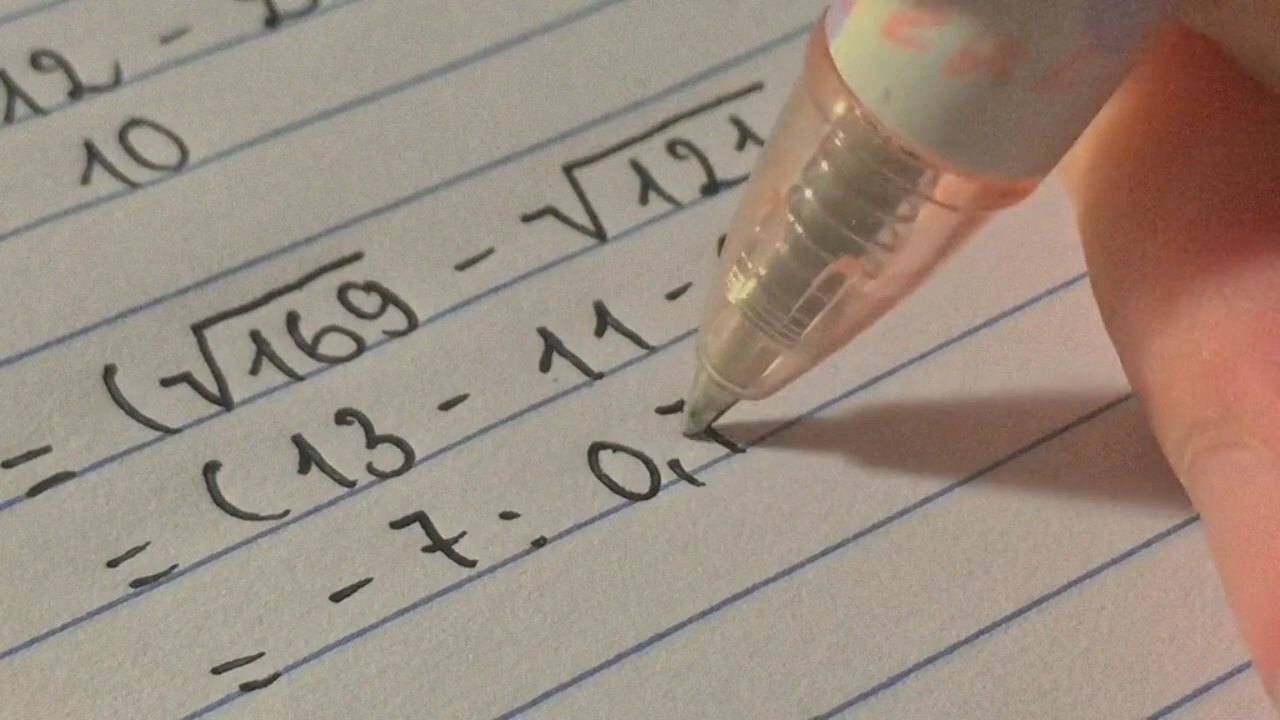 12 -
10
= (√169 - √121
= (13 - 11 -
= -7 : 0,